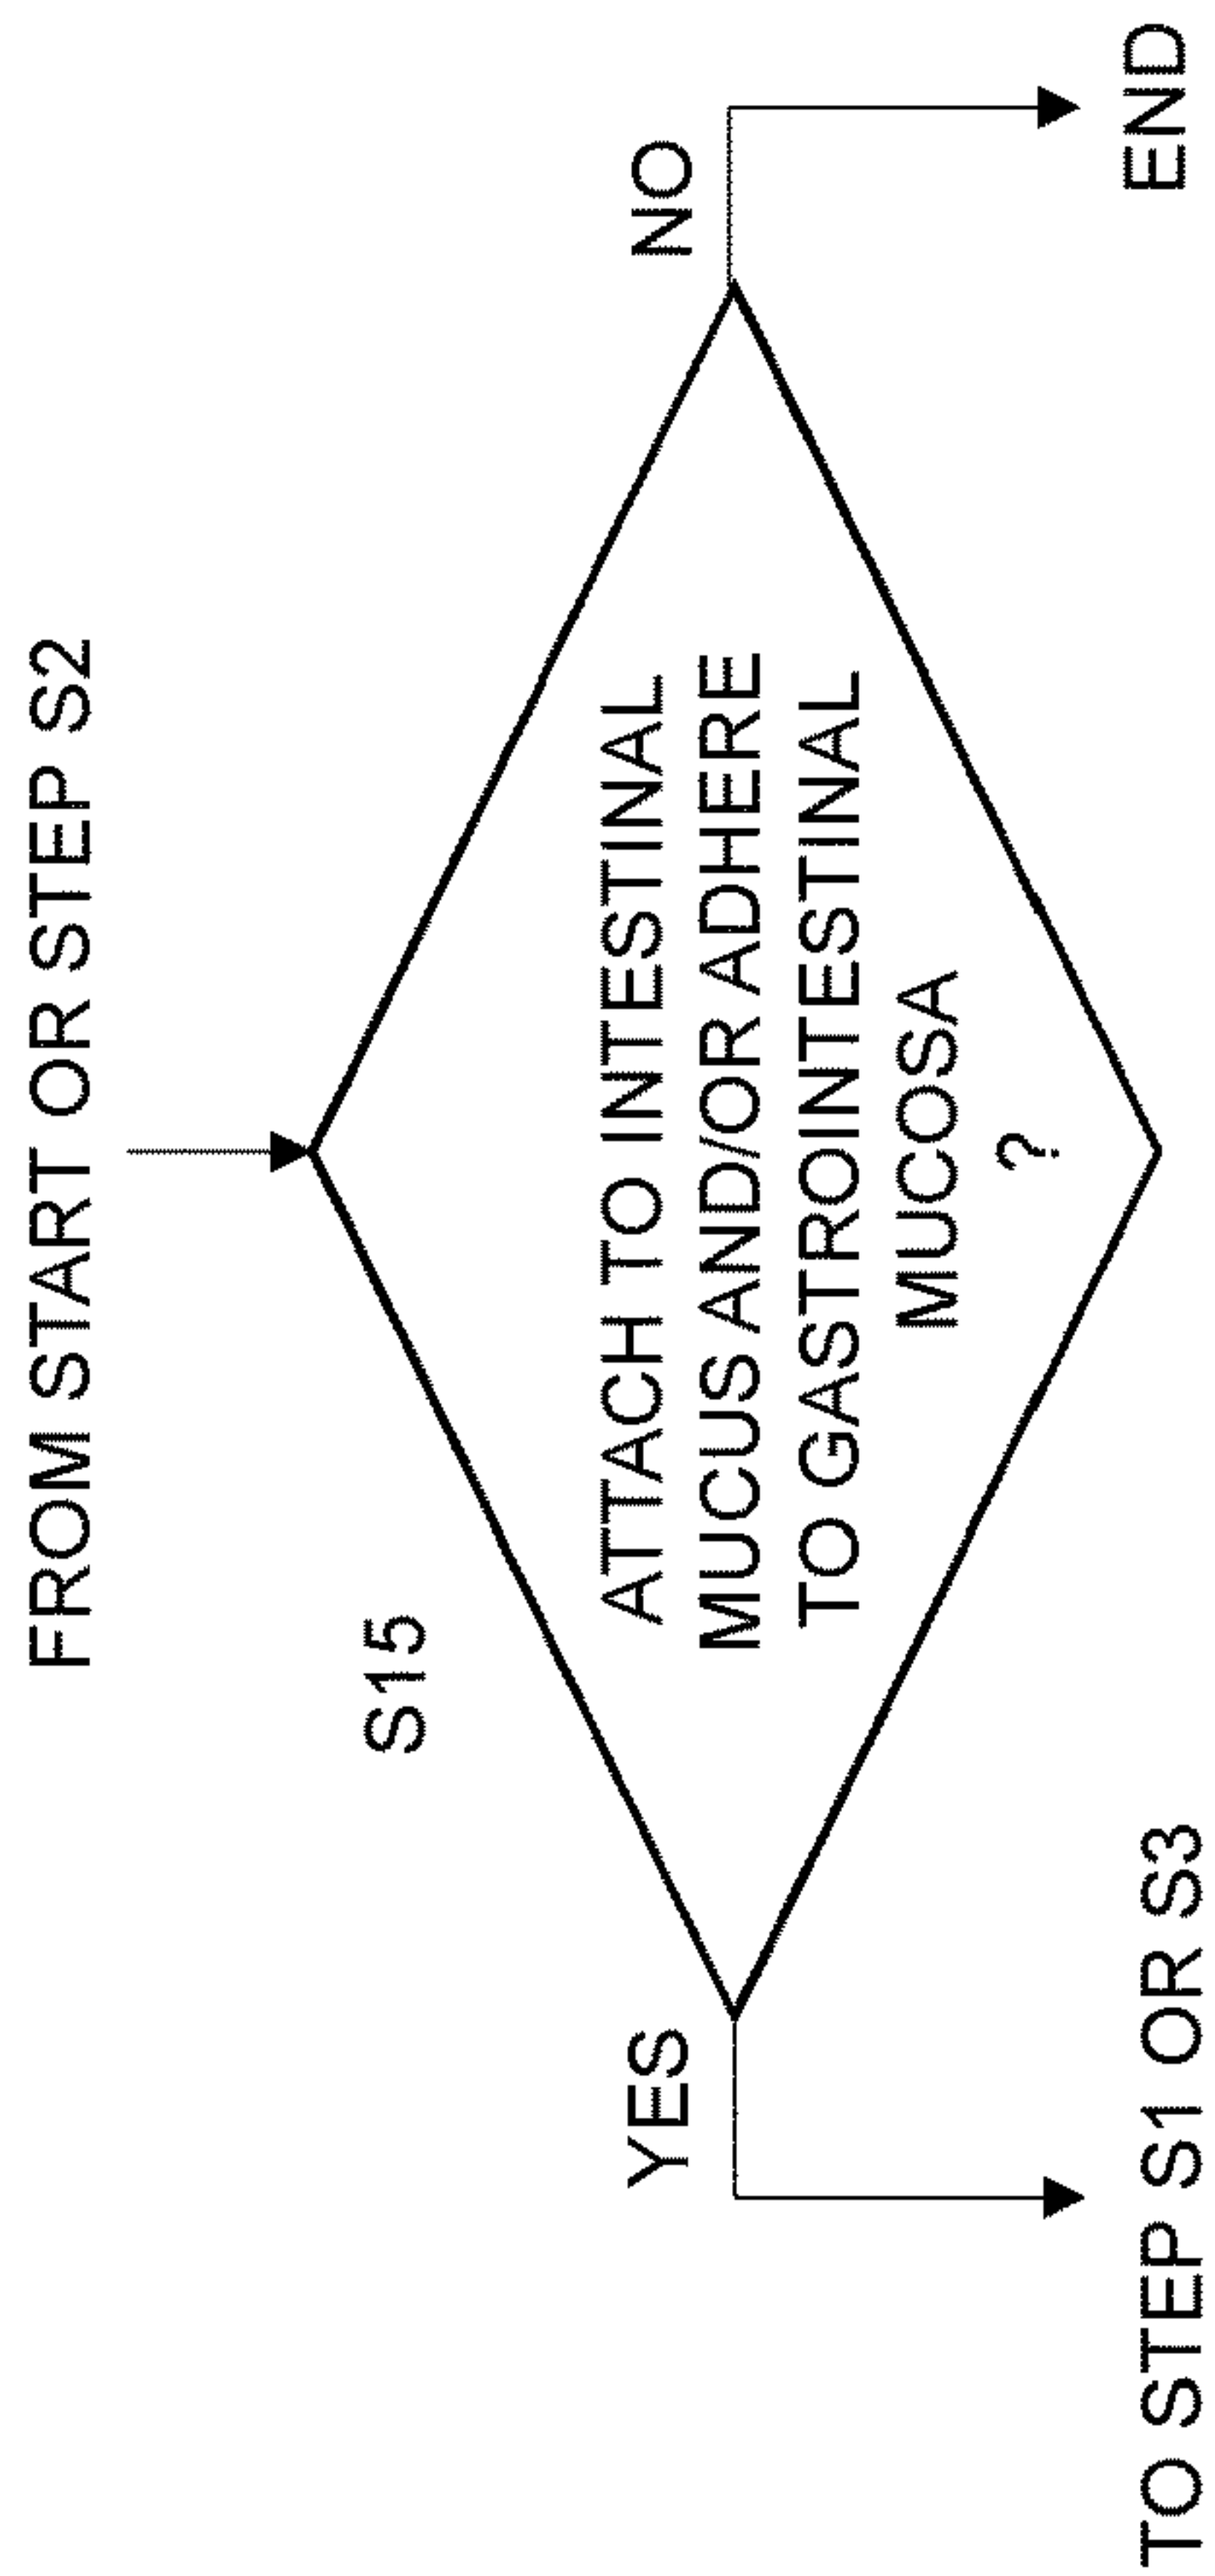 FROM START OR STEP S2
S15
ATTACH TO INTESTINAL
MUCUS AND/OR ADHERE
TO GASTROINTESTINAL
MUCOSA
?
YES
NO
TO STEP S1 OR S3
END